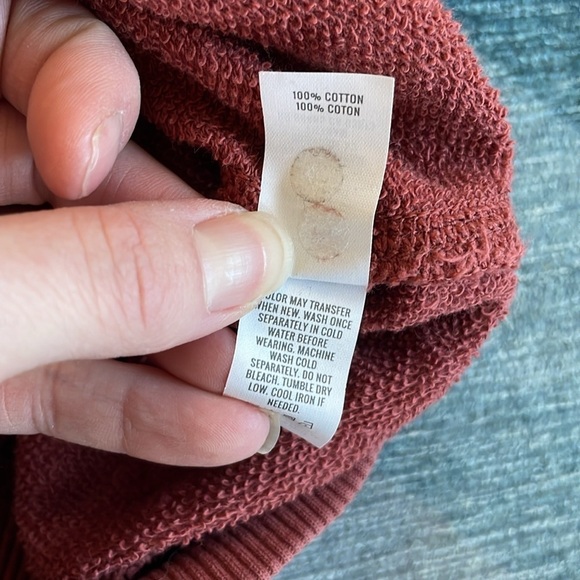 100% COTTON
100% COTON
COLOR MAY TRANSFER
WHEN NEW. WASH ONCE
SEPARATELY IN COLD
WATER BEFORE
WEARING. MACHINE
WASH COLD
SEPARATELY. DO NOT
BLEACH. TUMBLE DRY
LOW. COOL IRON IF
NEEDED.